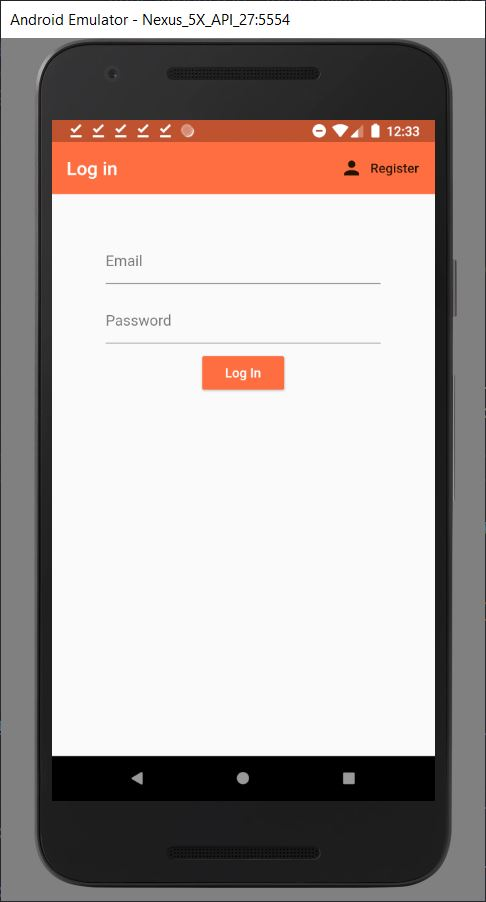 Android Emulator - Nexus_5X_API_27:5554
12:33
Log in
Register
Email
Password
Log In